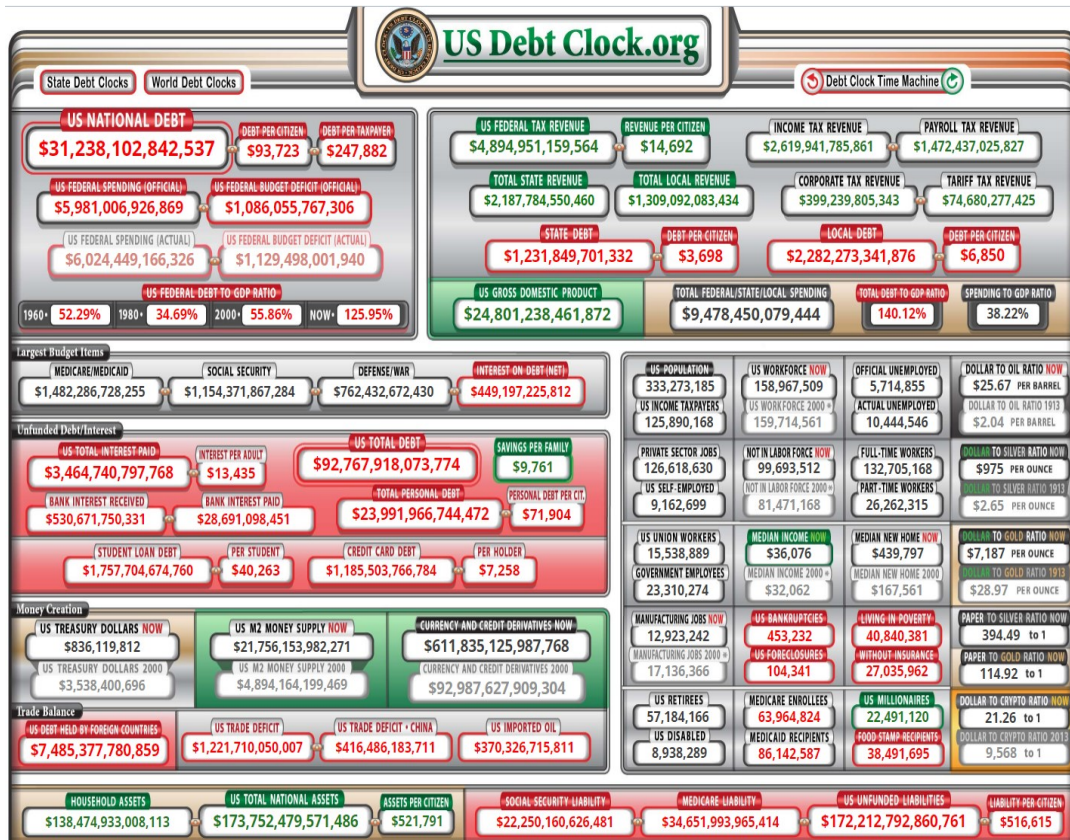 US Debt Clock.org
State Debt Clocks World Debt Clocks
Debt Clock Time Machine
US NATIONAL DEBT
$31,238,102,842,537
DEBT PER CITIZEN
$93,723
DEBT PER TAXPAYER
$247,882
US FEDERAL SPENDING (OFFICIAL)
$5,981,006,926,869
US FEDERAL BUDGET DEFICIT (OFFICIAL)
$1,086,055,767,306
US FEDERAL SPENDING (ACTUAL)
$6,024,449,166,326
US FEDERAL BUDGET DEFICIT (ACTUAL)
$1,129,498,001,940
US FEDERAL DEBT TO GDP RATIO
1960• 52.29% 1980• 34.69% 2000• 55.86% NOW• 125.95%
US FEDERAL TAX REVENUE
$4,894,951,159,564
REVENUE PER CITIZEN
$14,692
INCOME TAX REVENUE
$2,619,941,785,861
PAYROLL TAX REVENUE
$1,472,437,025,827
TOTAL STATE REVENUE
$2,187,784,550,460
TOTAL LOCAL REVENUE
$1,309,092,083,434
CORPORATE TAX REVENUE
$399,239,805,343
TARIFF TAX REVENUE
$74,680,277,425
STATE DEBT
$1,231,849,701,332
DEBT PER CITIZEN
$3,698
LOCAL DEBT
$2,282,273,341,876
DEBT PER CITIZEN
$6,850
US GROSS DOMESTIC PRODUCT
$24,801,238,461,872
TOTAL FEDERAL/STATE/LOCAL SPENDING
$9,478,450,079,444
TOTAL DEBT TO GDP RATIO
140.12%
SPENDING TO GDP RATIO
38.22%
Largest Budget Items
MEDICARE/MEDICAID
$1,482,286,728,255
SOCIAL SECURITY
$1,154,371,867,284
DEFENSE/WAR
$762,432,672,430
INTEREST ON DEBT (NET)
$449,197,225,812
Unfunded Debt/Interest
US TOTAL INTEREST PAID
$3,464,740,797,768
INTEREST PER ADULT
$13,435
US TOTAL DEBT
$92,767,918,073,774
SAVINGS PER FAMILY
$9,761
BANK INTEREST RECEIVED
$530,671,750,331
BANK INTEREST PAID
$28,691,098,451
TOTAL PERSONAL DEBT
$23,991,966,744,472
PERSONAL DEBT PER CIT.
$71,904
STUDENT LOAN DEBT
$1,757,704,674,760
PER STUDENT
$40,263
CREDIT CARD DEBT
$1,185,503,766,784
PER HOLDER
$7,258
Money Creation
US TREASURY DOLLARS NOW
$836,119,812
US TREASURY DOLLARS 2000
$3,538,400,696
US M2 MONEY SUPPLY NOW
$21,756,153,982,271
US M2 MONEY SUPPLY 2000
$4,894,164,199,469
CURRENCY AND CREDIT DERIVATIVES NOW
$611,835,125,987,768
CURRENCY AND CREDIT DERIVATIVES 2000
$92,987,627,909,304
Trade Balance
US DEBT HELD BY FOREIGN COUNTRIES
$7,485,377,780,859
US TRADE DEFICIT
$1,221,710,050,007
US TRADE DEFICIT • CHINA
$416,486,183,711
US IMPORTED OIL
$370,326,715,811
US POPULATION
333,273,185
US INCOME TAXPAYERS
125,890,168
US WORKFORCE NOW
158,967,509
US WORKFORCE 2000
159,714,561
OFFICIAL UNEMPLOYED
5,714,855
ACTUAL UNEMPLOYED
10,444,546
DOLLAR TO OIL RATIO NOW
$25.67 PER BARREL
DOLLAR TO OIL RATIO 1913
$2.04 PER BARREL
PRIVATE SECTOR JOBS
126,618,630
US SELF-EMPLOYED
9,162,699
NOT IN LABOR FORCE NOW
99,693,512
NOT IN LABOR FORCE 2000
81,471,168
FULL-TIME WORKERS
132,705,168
PART-TIME WORKERS
26,262,315
DOLLAR TO SILVER RATIO NOW
$975 PER OUNCE
DOLLAR TO SILVER RATIO 1913
$2.65 PER OUNCE
US UNION WORKERS
15,538,889
GOVERNMENT EMPLOYEES
23,310,274
MEDIAN INCOME NOW
$36,076
MEDIAN INCOME 2000
$32,062
MEDIAN NEW HOME NOW
$439,797
MEDIAN NEW HOME 2000
$167,561
DOLLAR TO GOLD RATIO NOW
$7,187 PER OUNCE
DOLLAR TO GOLD RATIO 1913
$28.97 PER OUNCE
MANUFACTURING JOBS NOW
12,923,242
MANUFACTURING JOBS 2000
17,136,366
US BANKRUPTCIES
453,232
US FORECLOSURES
104,341
LIVING IN POVERTY
40,840,381
WITHOUT INSURANCE
27,035,962
PAPER TO SILVER RATIO NOW
394.49 to 1
PAPER TO GOLD RATIO NOW
114.92 to 1
US RETIREES
57,184,166
US DISABLED
8,938,289
MEDICARE ENROLLEES
63,964,824
MEDICAID RECIPIENTS
86,142,587
US MILLIONAIRES
22,491,120
FOOD STAMP RECIPIENTS
38,491,695
DOLLAR TO CRYPTO RATIO NOW
21.26 to 1
DOLLAR TO CRYPTO RATIO 2013
9,568 to 1
HOUSEHOLD ASSETS
$138,474,933,008,113
US TOTAL NATIONAL ASSETS
$173,752,479,571,486
ASSETS PER CITIZEN
$521,791
SOCIAL SECURITY LIABILITY
$22,250,160,626,481
MEDICARE LIABILITY
$34,651,993,965,414
US UNFUNDED LIABILITIES
$172,212,792,860,761
LIABILITY PER CITIZEN
$516,615